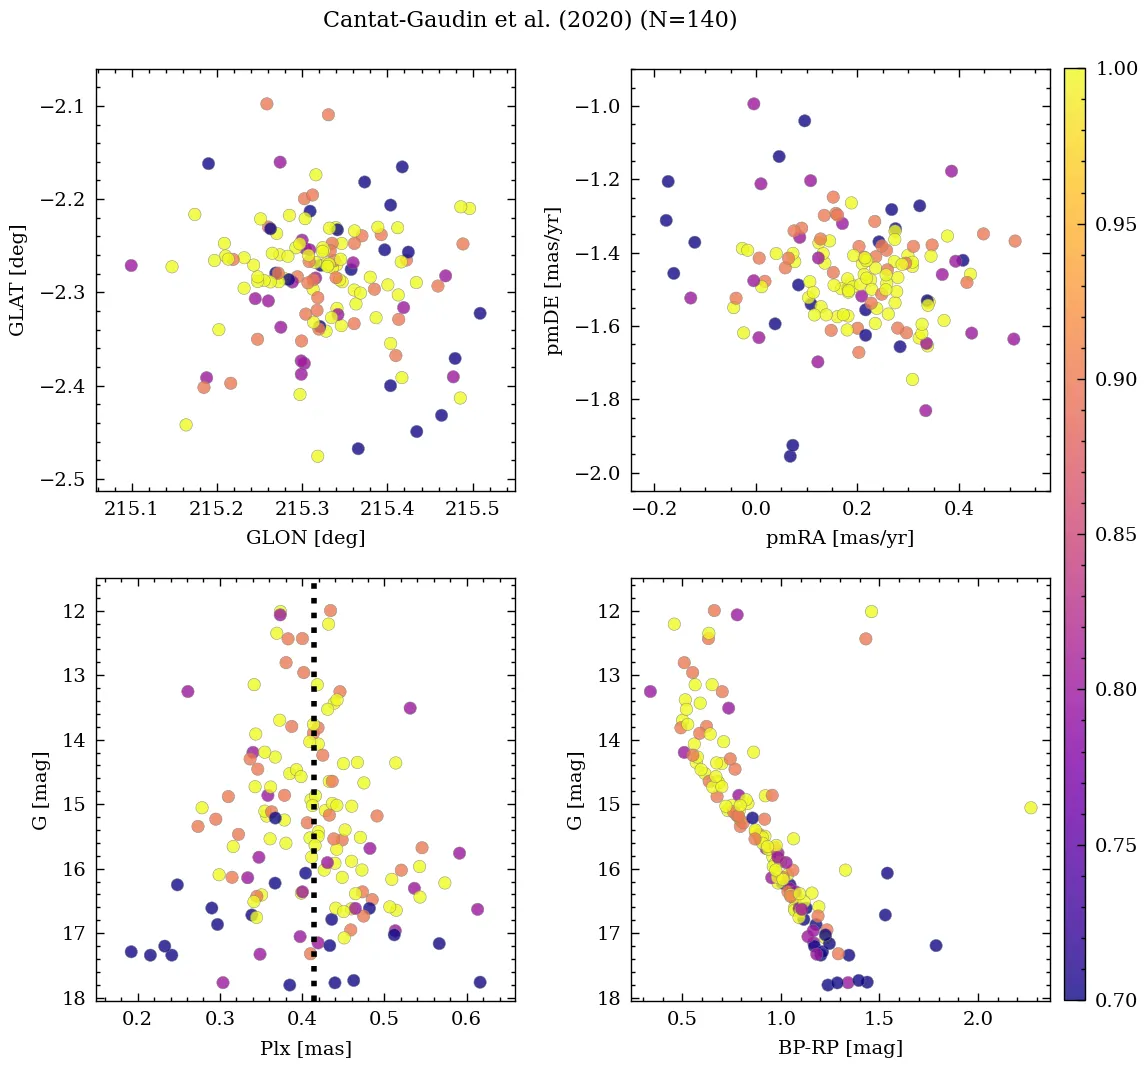 Cantat-Gaudin et al. (2020) (N=140)
−2.1
−2.2
−2.3
−2.4
−2.5
GLAT [deg]
215.1 215.2 215.3 215.4 215.5
GLON [deg]
−1.0
−1.2
−1.4
−1.6
−1.8
−2.0
pmDE [mas/yr]
−0.2 0.0 0.2 0.4
pmRA [mas/yr]
12
13
14
15
16
17
18
G [mag]
0.2 0.3 0.4 0.5 0.6
Plx [mas]
12
13
14
15
16
17
18
G [mag]
0.5 1.0 1.5 2.0
BP-RP [mag]
1.00
0.95
0.90
0.85
0.80
0.75
0.70